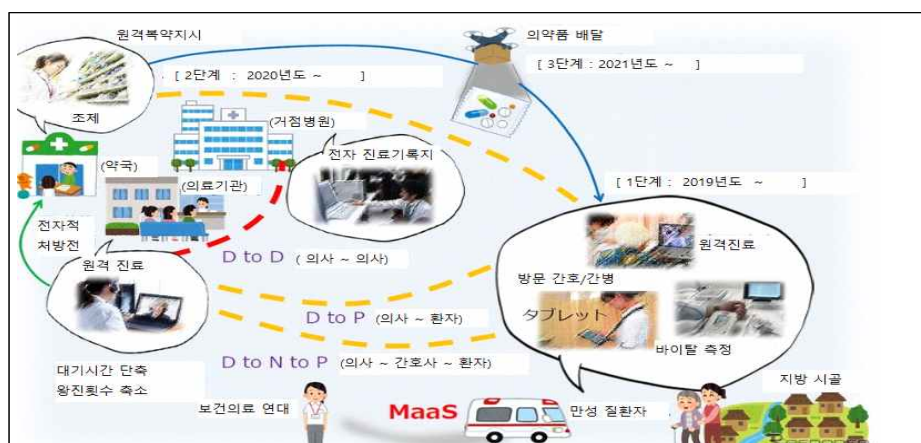 원격복약지시
의약품 배달
[ 2단계 : 2020년도 ~ ]
[ 3단계 : 2021년도 ~ ]
조제
(거점병원)
전자 진료기록지
(약국)
[ 1단계 : 2019년도 ~ ]
(의료기관)
전자적
처방전
원격진료
원격 진료
D to D ( 의사 ~ 의사)
방문 간호/간병
タブレット
D to P (의사 ~ 환자)
바이탈 측정
D to N to P (의사 ~ 간호사 ~ 환자)
대기시간 단축
왕진횟수 축소
지방 시골
보건의료 연대
MaaS
만성 질환자